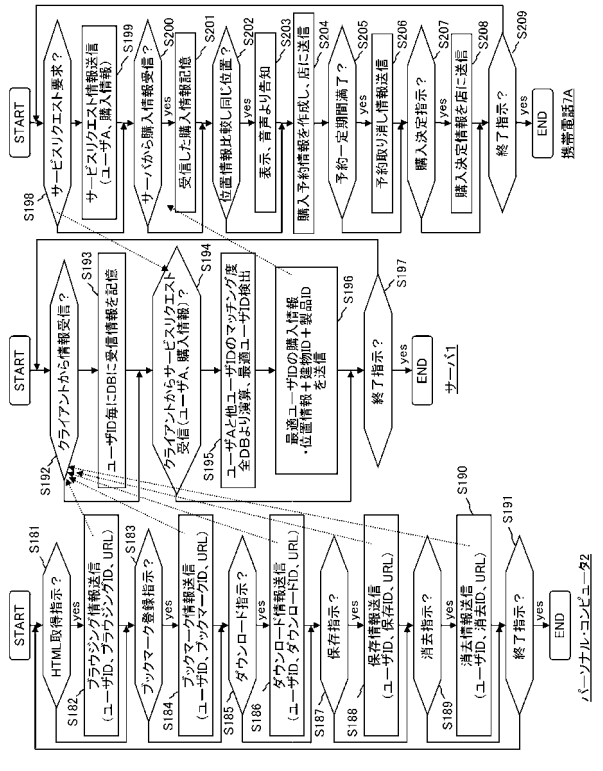 START
S181
HTML取得指示？
yes
S182
ブラウジング情報送信
(ユーザID、ブラウジングID、URL)
S183
ブックマーク登録指示？
yes
S184
ブックマーク情報送信
(ユーザID、ブックマークID、URL)
S185
ダウンロード指示？
yes
S186
ダウンロード情報送信
(ユーザID、ダウンロードID、URL)
S187
保存指示？
yes
S188
保存情報送信
(ユーザID、保存ID、URL)
S189
消去指示？
yes
S190
消去情報送信
(ユーザID、消去ID、URL)
S191
終了指示？
yes
END
パーソナル・コンピュータ2
START
S192
クライアントから情報受信？
S193
ユーザID毎にDBに受信情報を記憶
S194
クライアントからサービスリクエスト
受信(ユーザA、購入情報)？
S195
ユーザAと他ユーザIDのマッチング度
全DBより演算、最適ユーザID検出
S196
最適ユーザIDの購入情報
・位置情報＋建物ID＋製品ID
を送信
S197
終了指示？
yes
END
サーバ1
START
S198
サービスリクエスト要求？
S199
サービスリクエスト情報送信
(ユーザA、購入情報)
S200
サーバから購入情報受信？
yes
S201
受信した購入情報記憶
S202
位置情報比較し同じ位置？
yes
S203
表示、音声より告知
S204
購入予約情報を作成し、店に送信
S205
予約一定期間満了？
yes
S206
予約取り消し情報送信
S207
購入決定指示？
yes
S208
購入決定情報を店に送信
S209
終了指示？
yes
END
携帯電話7A